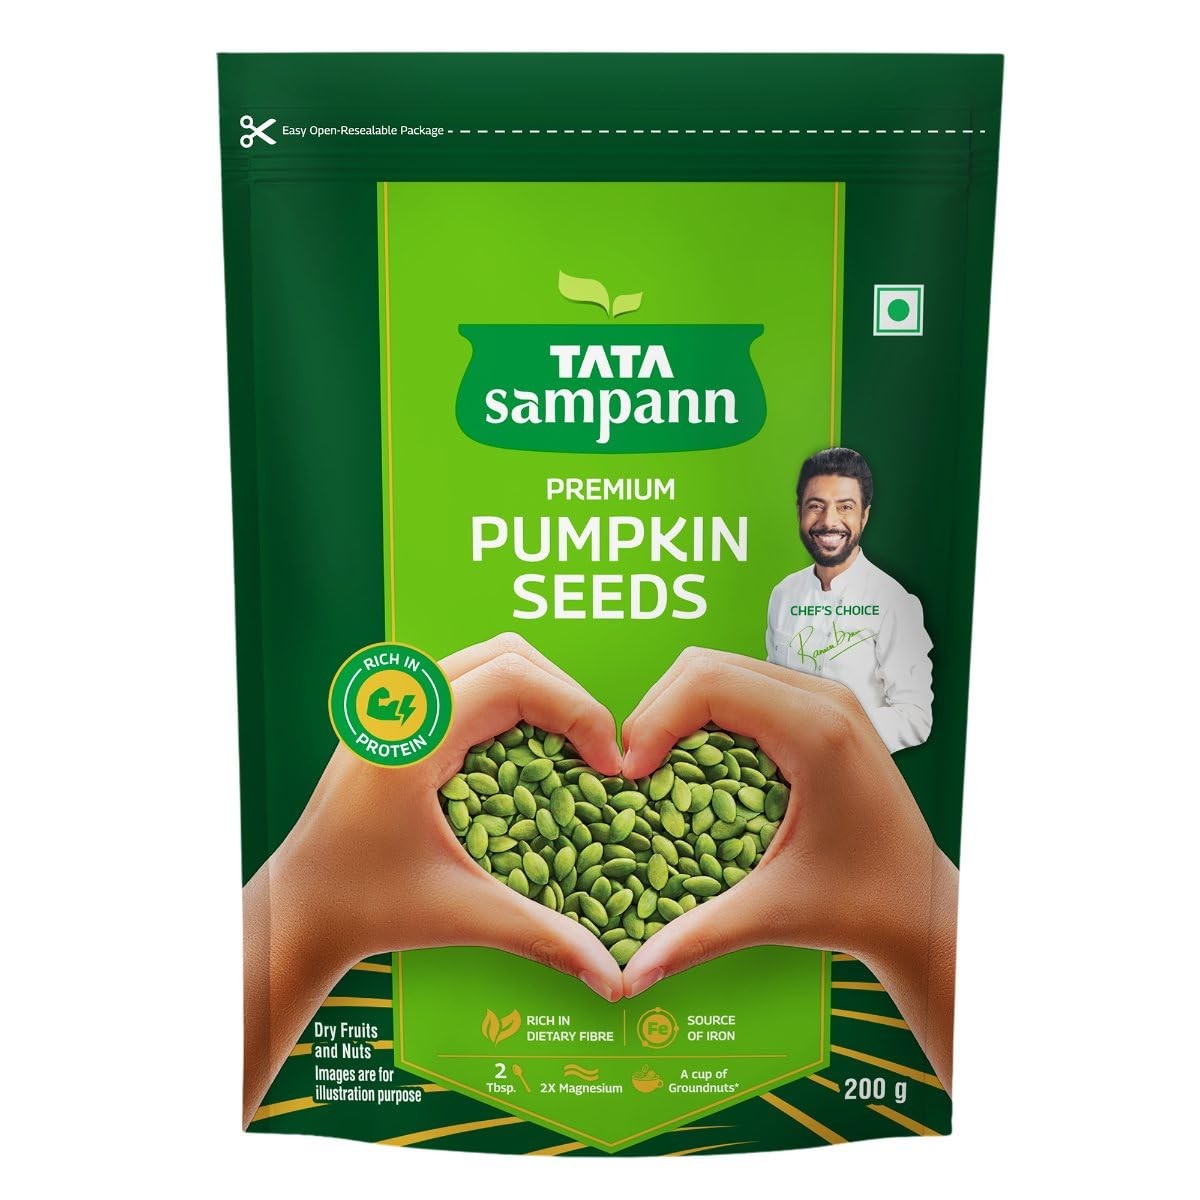 Easy Open-Resealable Package
TATA
sampann
PREMIUM
PUMPKIN
SEEDS
CHEF'S CHOICE
RICH IN
PROTEIN
RICH IN
DIETARY FIBRE
Fe
SOURCE
OF IRON
2
Tbsp.
2X Magnesium
A cup of
Groundnuts*
Dry Fruits
and Nuts
Images are for
illustration purpose
200 g